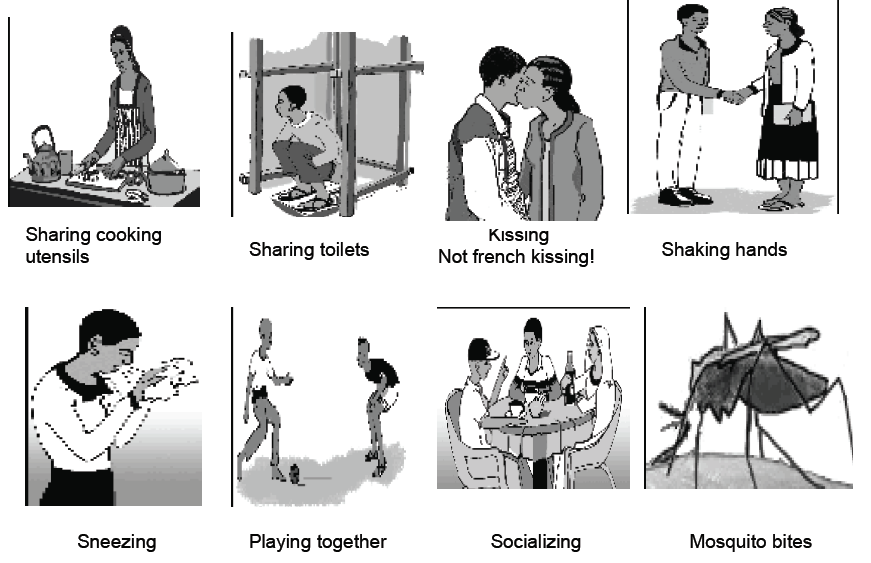 Sharing cooking
utensils
Sharing toilets
Kissing
Not french kissing!
Shaking hands
Sneezing
Playing together
Socializing
Mosquito bites